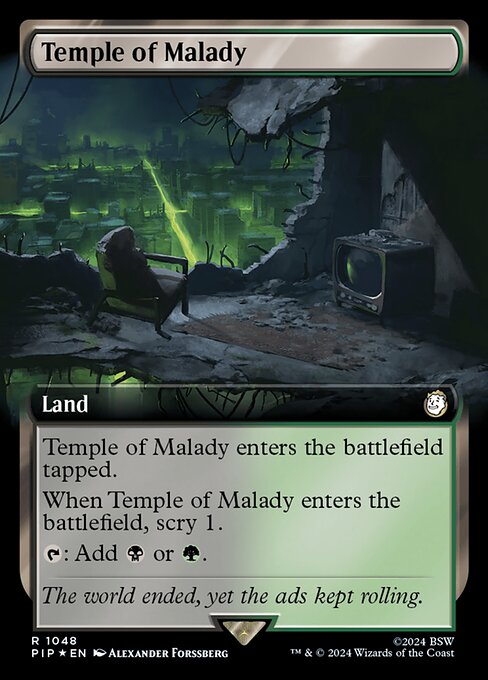 Temple of Malady
Land
Temple of Malady enters the battlefield
tapped.
When Temple of Malady enters the
battlefield, scry 1.
: Add or .
The world ended, yet the ads kept rolling.
R 1048
PIP ★ EN Alexander Forssberg
©2024 BSW
™ & © 2024 Wizards of the Coast